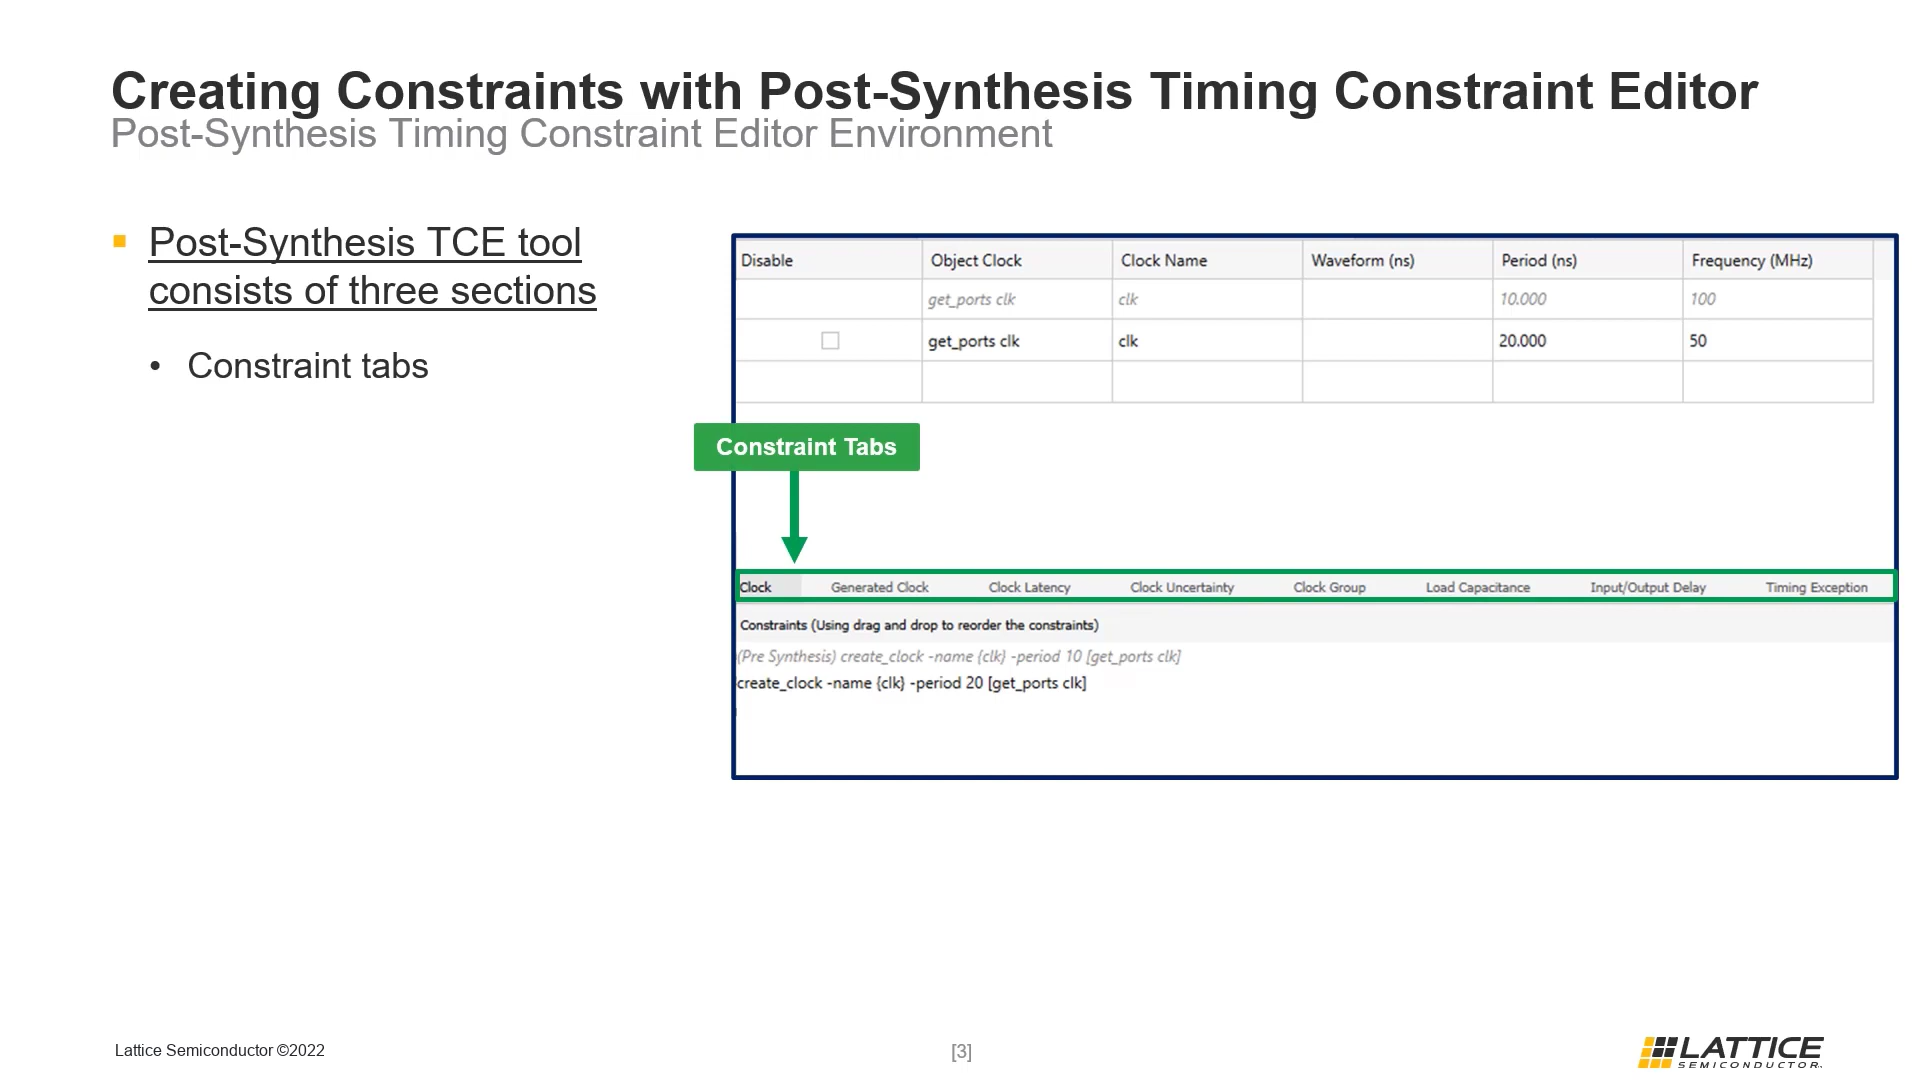 Creating Constraints with Post-Synthesis Timing Constraint Editor
Post-Synthesis Timing Constraint Editor Environment
▪ Post-Synthesis TCE tool
consists of three sections
• Constraint tabs
Disable Object Clock Clock Name Waveform (ns) Period (ns) Frequency (MHz)
get_ports clk clk 10.000 100
get_ports clk clk 20.000 50
Constraint Tabs
Clock Generated Clock Clock Latency Clock Uncertainty Clock Group Load Capacitance Input/Output Delay Timing Exception
Constraints (Using drag and drop to reorder the constraints)
(Pre Synthesis) create_clock -name {clk} -period 10 [get_ports clk]
create_clock -name {clk} -period 20 [get_ports clk]
Lattice Semiconductor ©2022
[3]
LATTICE
SEMICONDUCTOR